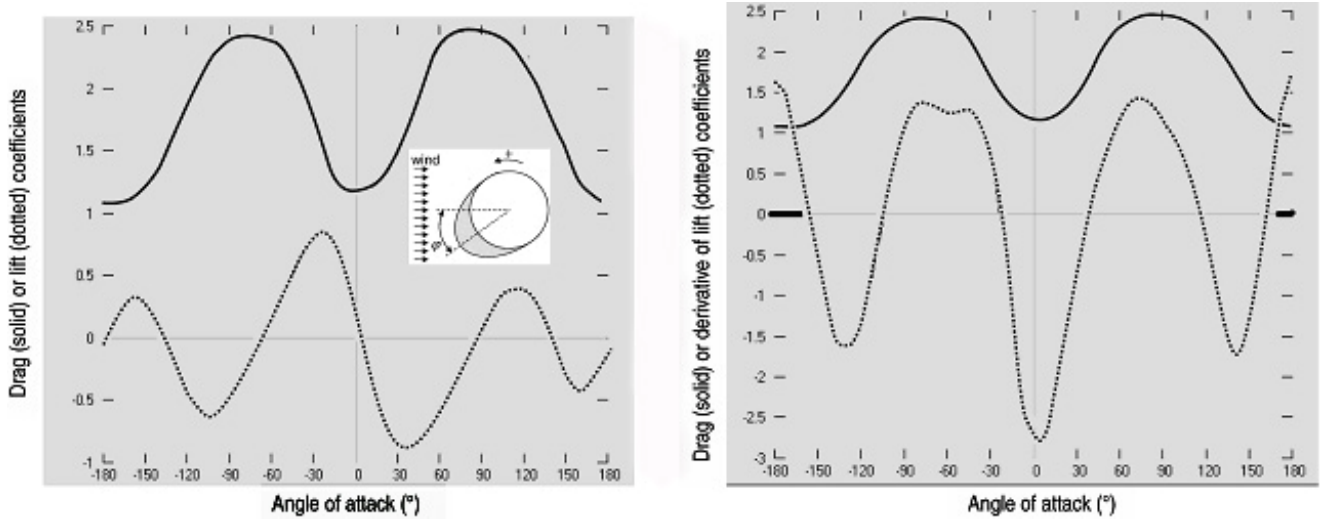 Drag (solid) or lift (dotted) coefficients
2.5
2
1.5
1
0.5
0
-0.5
-1
-180 -150 -120 -90 -60 -30 0 30 60 90 120 150 180
Angle of attack (°)
wind
+
φ
Drag (solid) or derivative of lift (dotted) coefficients
2.5
2
1.5
1
5
0
-.5
-1
-1.5
-2
-2.5
-3
-180 -150 -120 -90 -60 -30 0 30 60 90 120 150 180
Angle of attack (°)